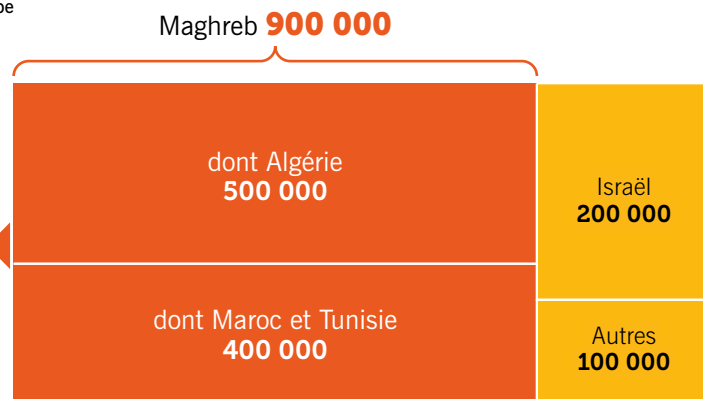 Maghreb 900 000
dont Algérie
500 000
Israël
200 000
dont Maroc et Tunisie
400 000
Autres
100 000